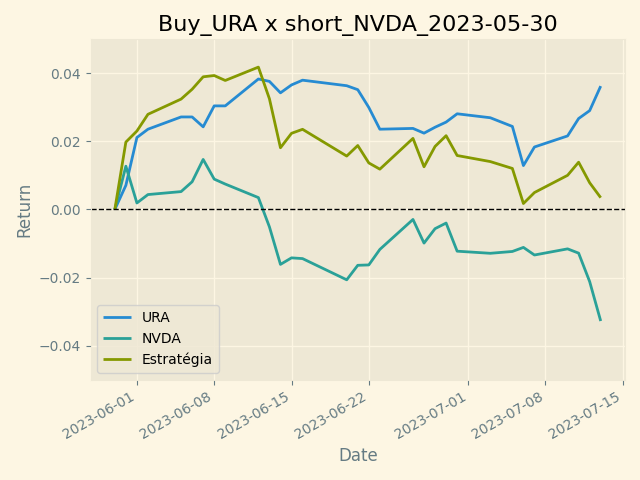 Buy_URA x short_NVDA_2023-05-30
0.04
0.02
0.00
−0.02
−0.04
Return
URA
NVDA
Estratégia
2023-06-01
2023-06-08
2023-06-15
2023-06-22
2023-07-01
2023-07-08
2023-07-15
Date